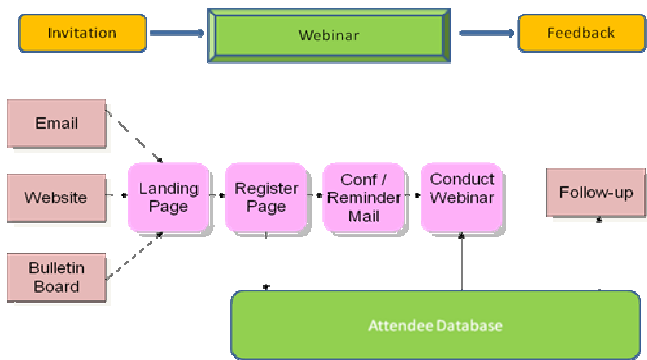 Invitation
Webinar
Feedback
Email
Website
Bulletin
Board
Landing
Page
Register
Page
Conf /
Reminder
Mail
Conduct
Webinar
Follow-up
Attendee Database